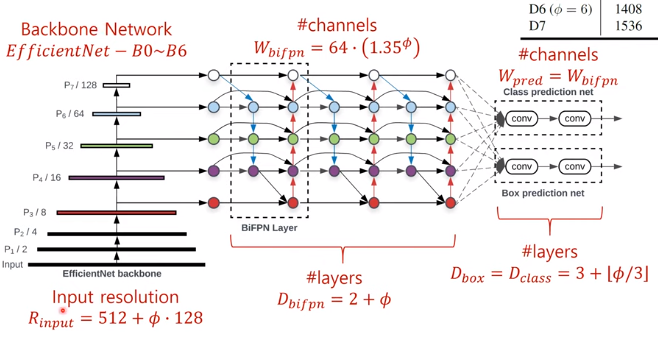 Backbone Network
EfficientNet − B0~B6
#channels
W_bifpn = 64 ⋅ (1.35^ϕ)
D6 (ϕ = 6) 1408
D7 1536
#channels
W_pred = W_bifpn
Class prediction net
conv conv
conv conv
Box prediction net
P7 / 128
P6 / 64
P5 / 32
P4 / 16
P3 / 8
P2 / 4
P1 / 2
Input
EfficientNet backbone
BiFPN Layer
Input resolution
R_input = 512 + ϕ ⋅ 128
#layers
D_bifpn = 2 + ϕ
#layers
D_box = D_class = 3 + ⌊ϕ/3⌋